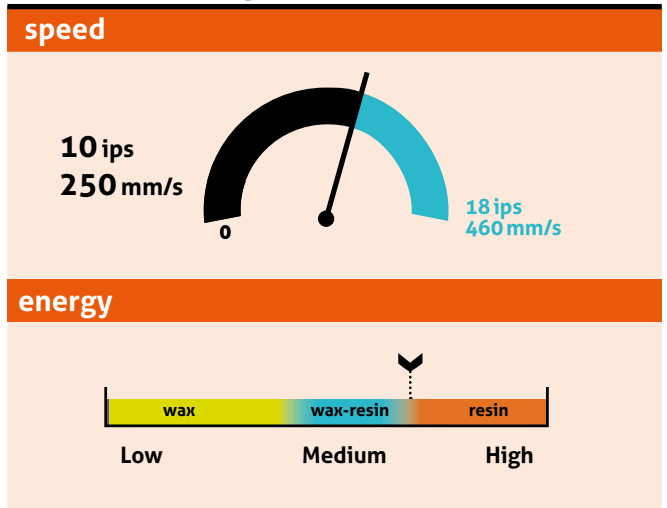 speed
10 ips
250 mm/s
0
18 ips
460 mm/s
energy
wax wax-resin resin
Low Medium High